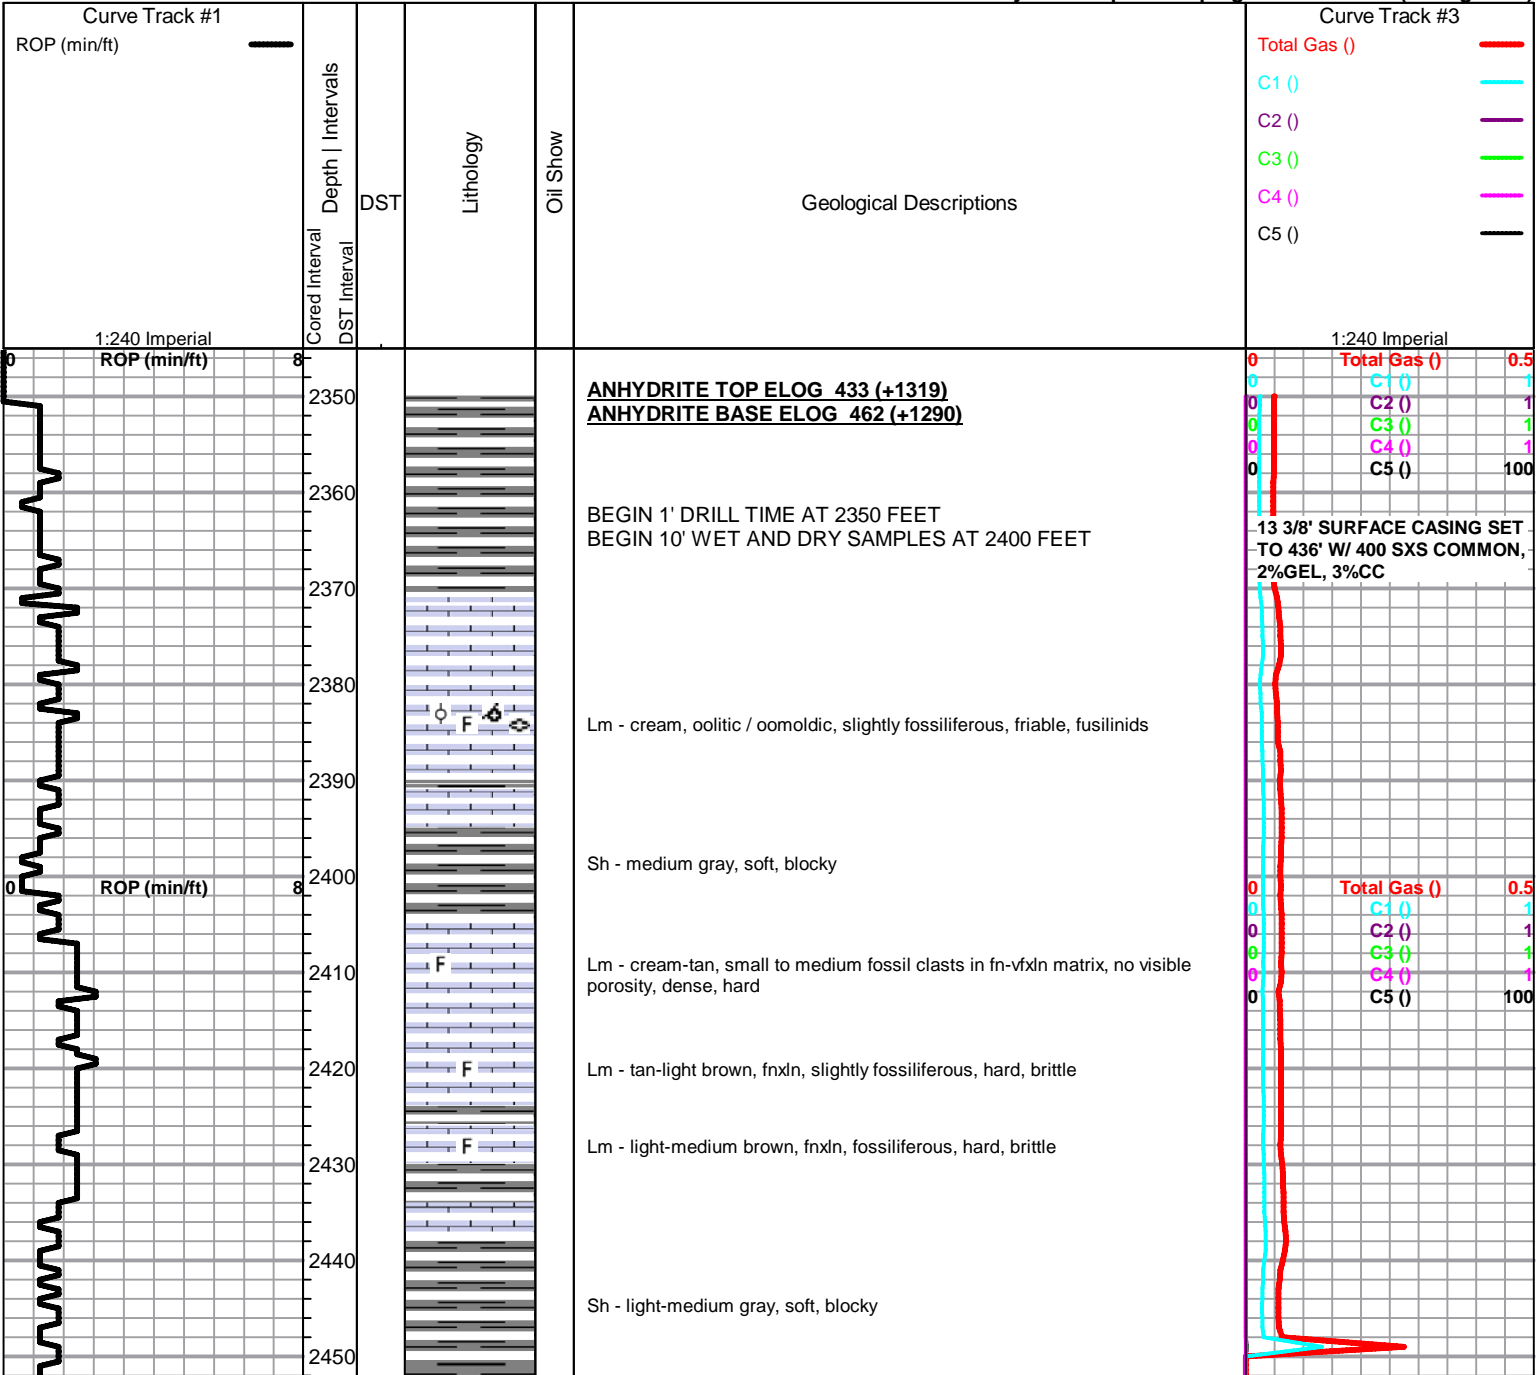 Curve Track #1
ROP (min/ft)
1:240 Imperial
Depth | Intervals
Cored Interval
DST Interval
DST
Lithology
Oil Show
Geological Descriptions
Curve Track #3
Total Gas ()
C1 ()
C2 ()
C3 ()
C4 ()
C5 ()
1:240 Imperial
0 ROP (min/ft) 8
0 Total Gas () 0.5
0 C1 () 1
0 C2 () 1
0 C3 () 1
0 C4 () 1
0 C5 () 100
2350
ANHYDRITE TOP ELOG 433 (+1319)
ANHYDRITE BASE ELOG 462 (+1290)
2360
BEGIN 1' DRILL TIME AT 2350 FEET
BEGIN 10' WET AND DRY SAMPLES AT 2400 FEET
13 3/8' SURFACE CASING SET
TO 436' W/ 400 SXS COMMON,
2%GEL, 3%CC
2370
2380
F
Lm - cream, oolitic / oomoldic, slightly fossiliferous, friable, fusilinids
2390
Sh - medium gray, soft, blocky
2400
0 ROP (min/ft) 8
0 Total Gas () 0.5
0 C1 () 1
0 C2 () 1
0 C3 () 1
0 C4 () 1
0 C5 () 100
F
Lm - cream-tan, small to medium fossil clasts in fn-vfxln matrix, no visible
porosity, dense, hard
2410
2420
F
Lm - tan-light brown, fnxln, slightly fossiliferous, hard, brittle
F
Lm - light-medium brown, fnxln, fossiliferous, hard, brittle
2430
2440
Sh - light-medium gray, soft, blocky
2450